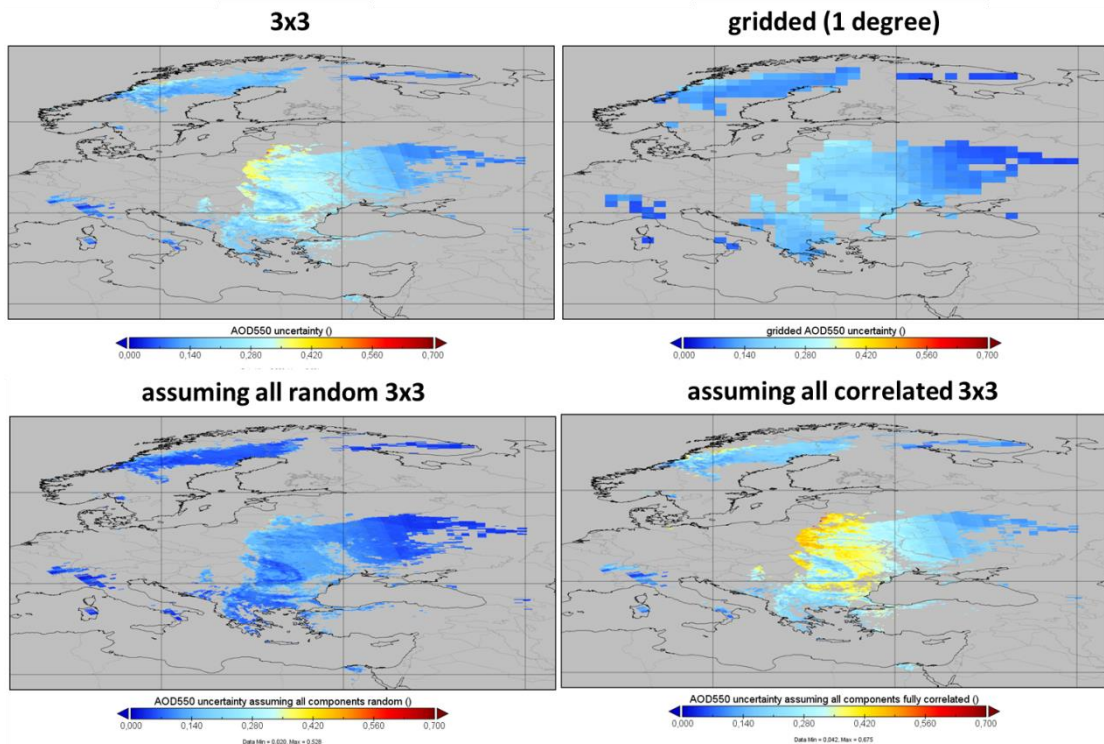 3x3
gridded (1 degree)
AOD550 uncertainty ()
0,000 0,140 0,280 0,420 0,560 0,700
gridded AOD550 uncertainty ()
0,000 0,140 0,280 0,420 0,560 0,700
assuming all random 3x3
assuming all correlated 3x3
AOD550 uncertainty assuming all components random ()
0,000 0,140 0,280 0,420 0,560 0,700
Data Min = 0.020, Max = 0.528
AOD550 uncertainty assuming all components fully correlated ()
0,000 0,140 0,280 0,420 0,560 0,700
Data Min = 0.042, Max = 0.675